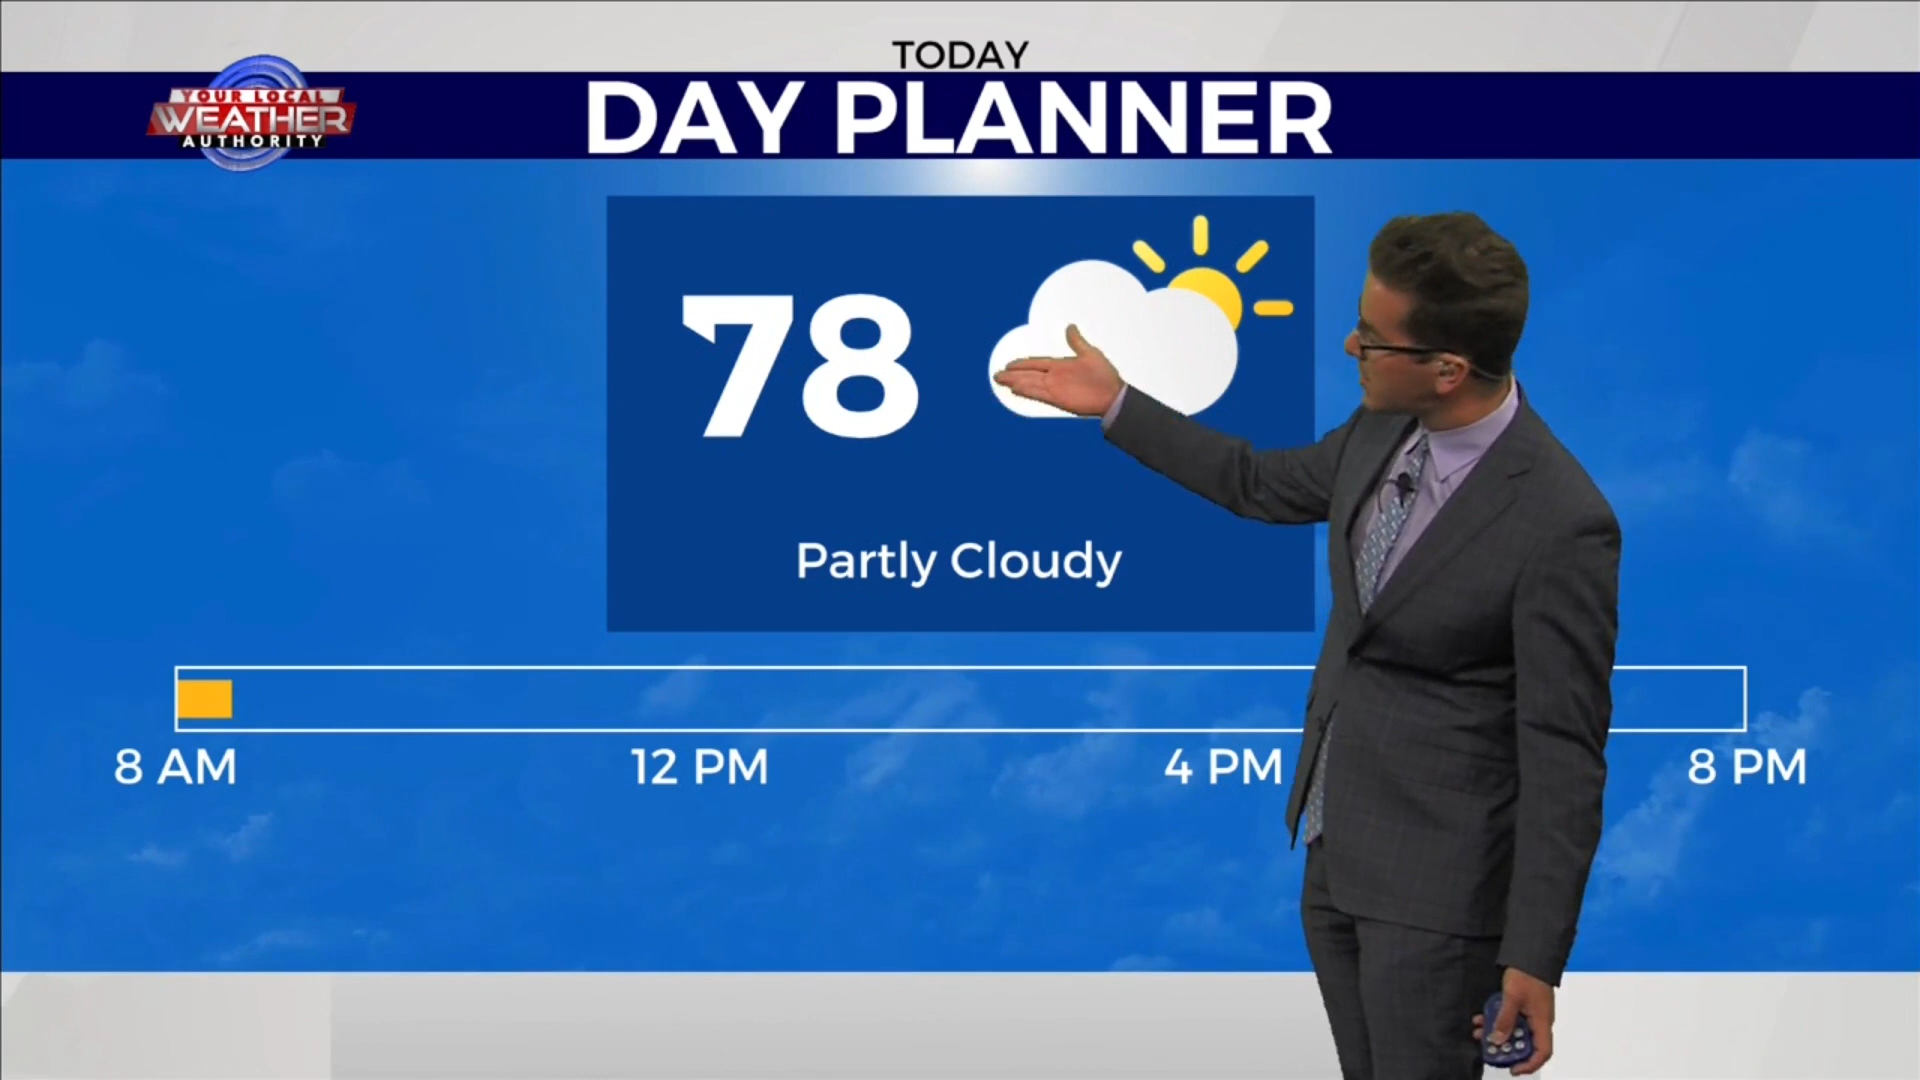 TODAY
DAY PLANNER
YOUR LOCAL
WEATHER
AUTHORITY
78
Partly Cloudy
8 AM
12 PM
4 PM
8 PM